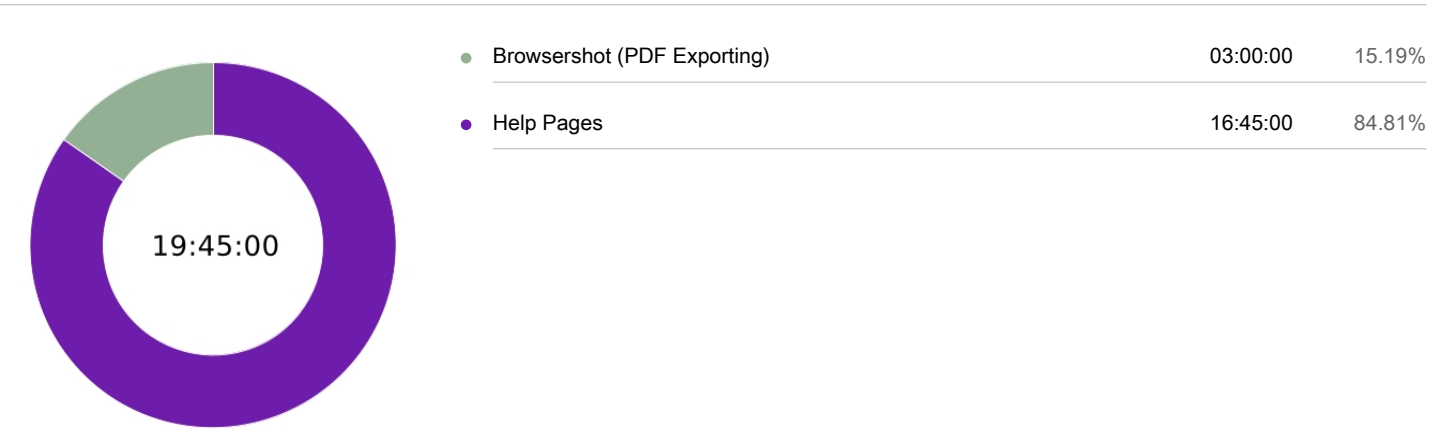 Browsershot (PDF Exporting) 03:00:00 15.19%
Help Pages 16:45:00 84.81%
19:45:00